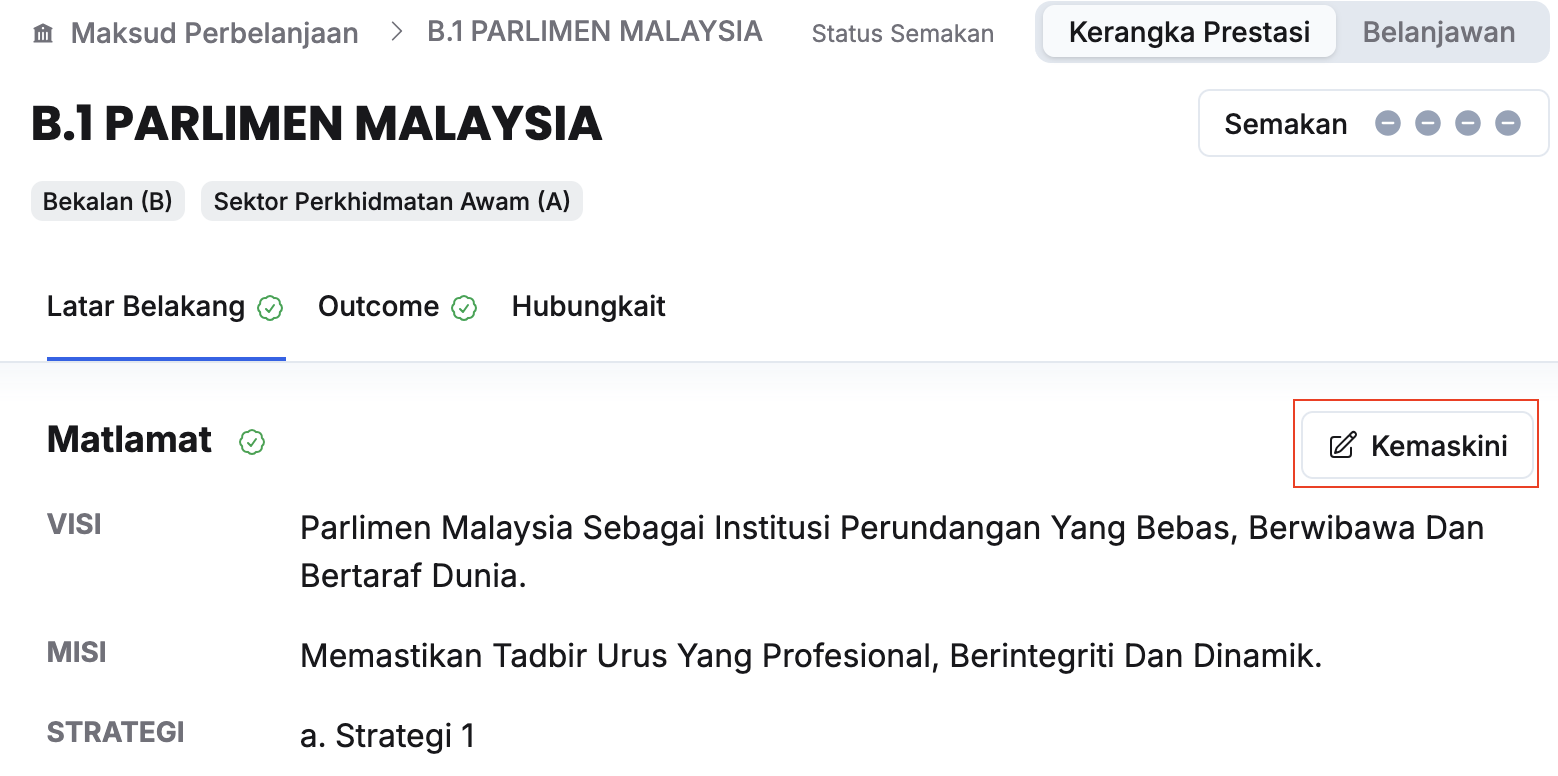 Maksud Perbelanjaan > B.1 PARLIMEN MALAYSIA
Status Semakan
Kerangka Prestasi
Belanjawan
B.1 PARLIMEN MALAYSIA
Semakan
Bekalan (B)
Sektor Perkhidmatan Awam (A)
Latar Belakang
Outcome
Hubungkait
Matlamat
Kemaskini
VISI
Parlimen Malaysia Sebagai Institusi Perundangan Yang Bebas, Berwibawa Dan
Bertaraf Dunia.
MISI
Memastikan Tadbir Urus Yang Profesional, Berintegriti Dan Dinamik.
STRATEGI
a. Strategi 1